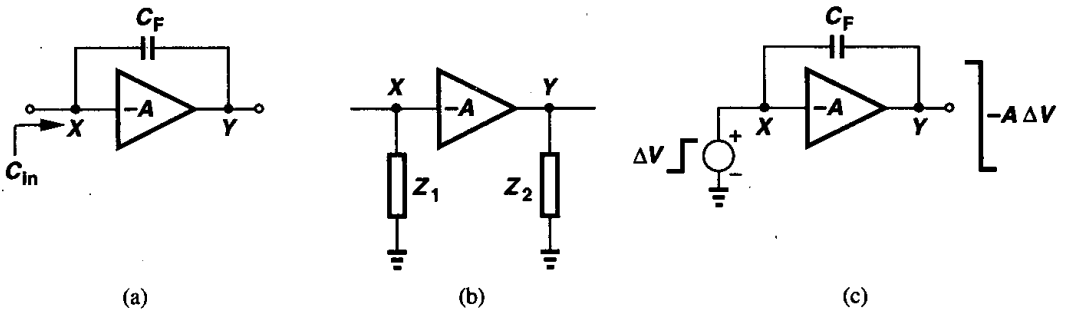 C_F
-A
X
Y
C_in
(a)
X
-A
Y
Z_1
Z_2
(b)
C_F
-A
X
Y
ΔV
+
−
-A ΔV
(c)